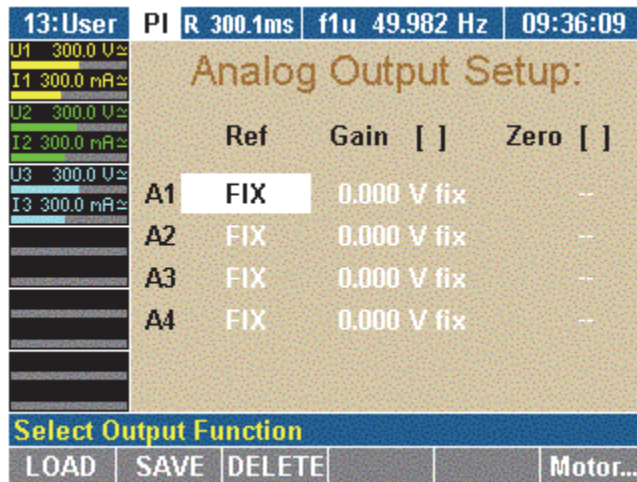 13:User PI R 300.1ms f1u 49.982 Hz 09:36:09
U1 300.0 V≃
I1 300.0 mA≃
U2 300.0 V≃
I2 300.0 mA≃
U3 300.0 V≃
I3 300.0 mA≃
Analog Output Setup:
Ref Gain [ ] Zero [ ]
A1 FIX 0.000 V fix --
A2 FIX 0.000 V fix --
A3 FIX 0.000 V fix --
A4 FIX 0.000 V fix --
Select Output Function
LOAD SAVE DELETE Motor...